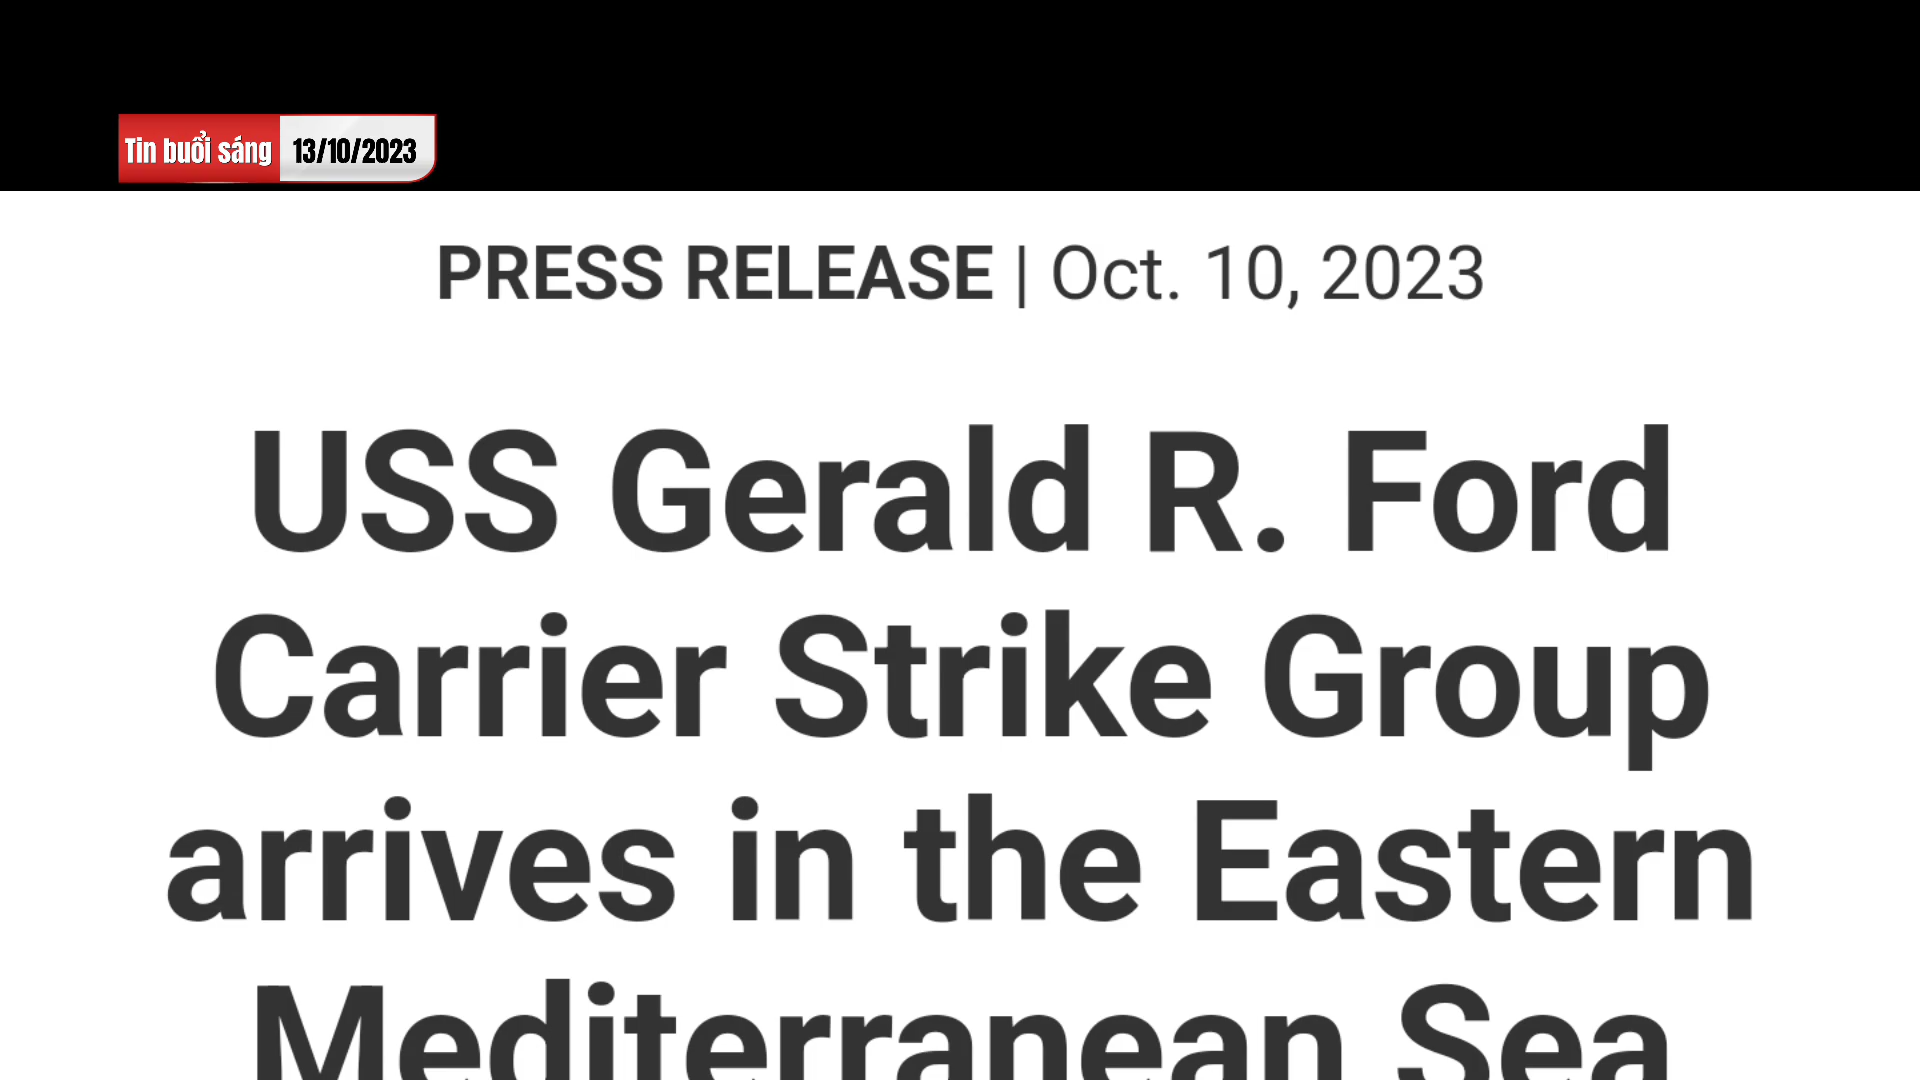 Tin buổi sáng 13/10/2023
PRESS RELEASE | Oct. 10, 2023
USS Gerald R. Ford
Carrier Strike Group
arrives in the Eastern
Mediterranean Sea